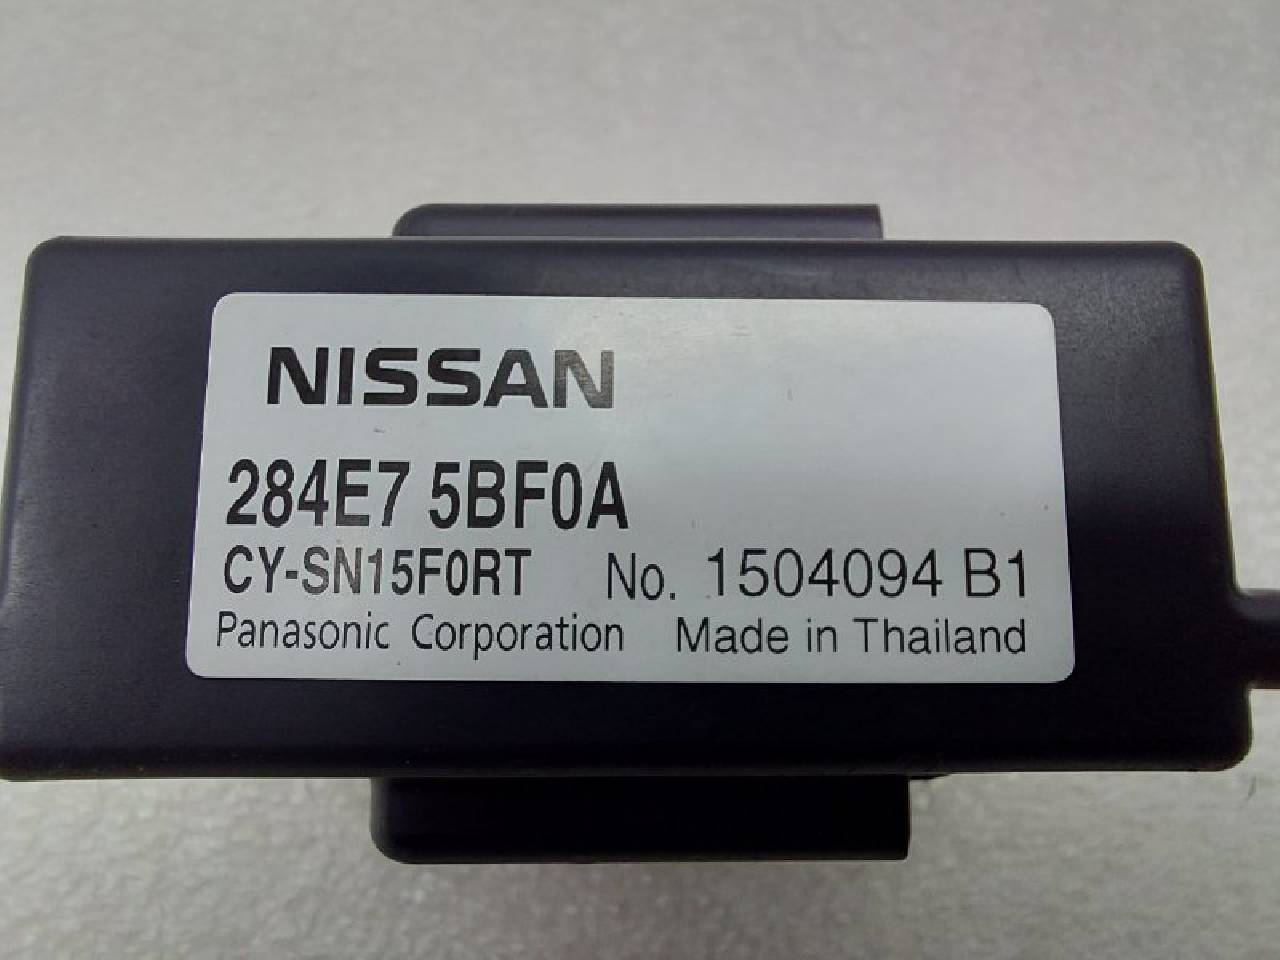 NISSAN
284E7 5BF0A
CY-SN15F0RT No. 1504094 B1
Panasonic Corporation Made in Thailand